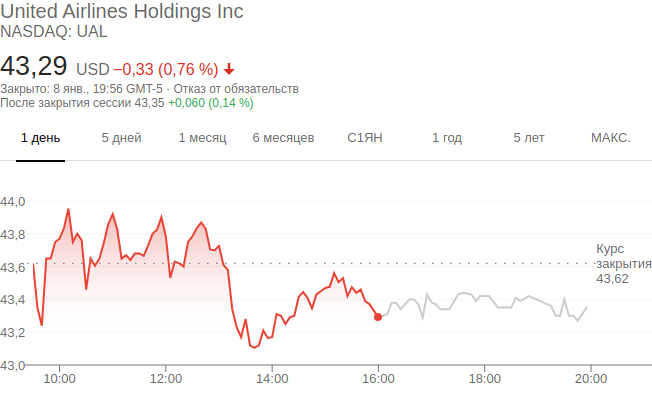 United Airlines Holdings Inc
NASDAQ: UAL
43,29 USD −0,33 (0,76 %)
Закрыто: 8 янв., 19:56 GMT-5 · Отказ от обязательств
После закрытия сессии 43,35 +0,060 (0,14 %)
1 день 5 дней 1 месяц 6 месяцев С1ЯН 1 год 5 лет МАКС.
44,0
43,8
Курс
закрытия
43,62
43,6
43,4
43,2
43,0
10:00 12:00 14:00 16:00 18:00 20:00